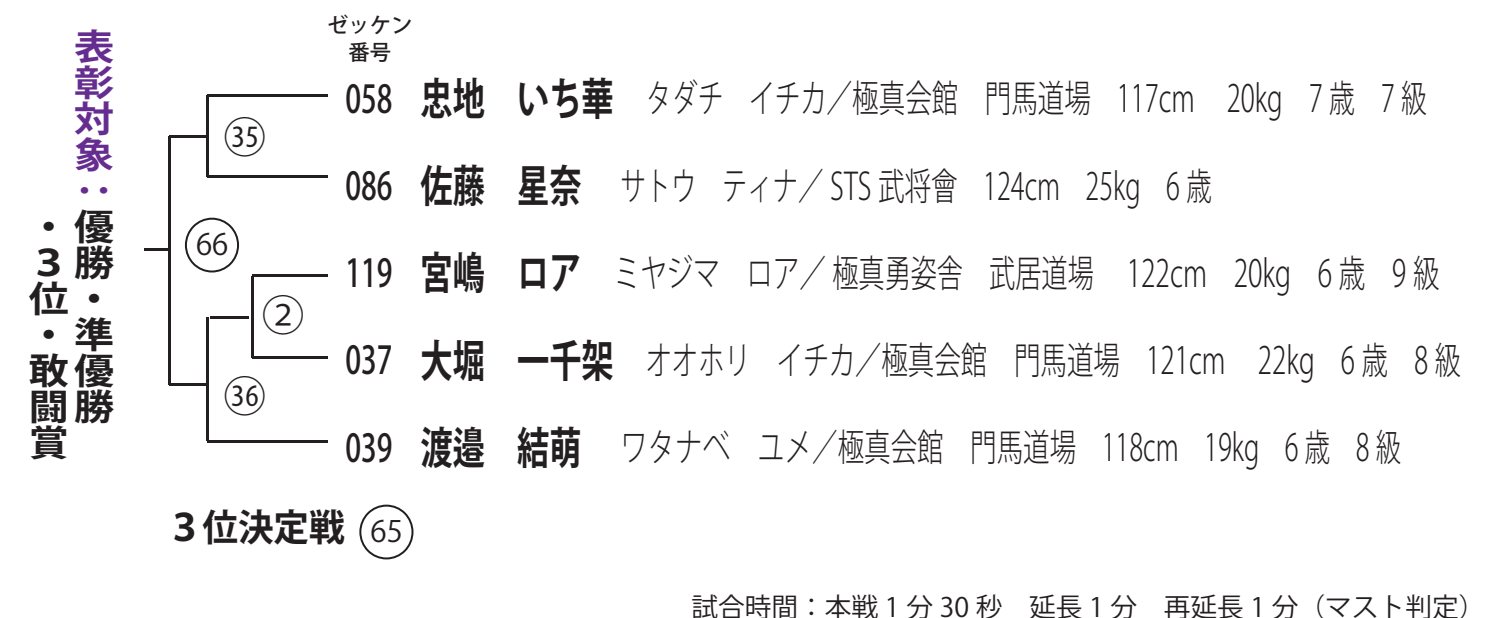 表彰対象：優勝・準優勝
・3位・敢闘賞
ゼッケン
番号
058 忠地 いち華 タダチ イチカ／極真会館 門馬道場 117cm 20kg 7歳 7級
㉟
086 佐藤 星奈 サトウ ティナ／STS武将會 124cm 25kg 6歳
66
119 宮嶋 ロア ミヤジマ ロア／極真勇姿舎 武居道場 122cm 20kg 6歳 9級
②
037 大堀 一千架 オオホリ イチカ／極真会館 門馬道場 121cm 22kg 6歳 8級
㊱
039 渡邉 結萌 ワタナベ ユメ／極真会館 門馬道場 118cm 19kg 6歳 8級
3位決定戦 65
試合時間：本戦1分30秒 延長1分 再延長1分（マスト判定）